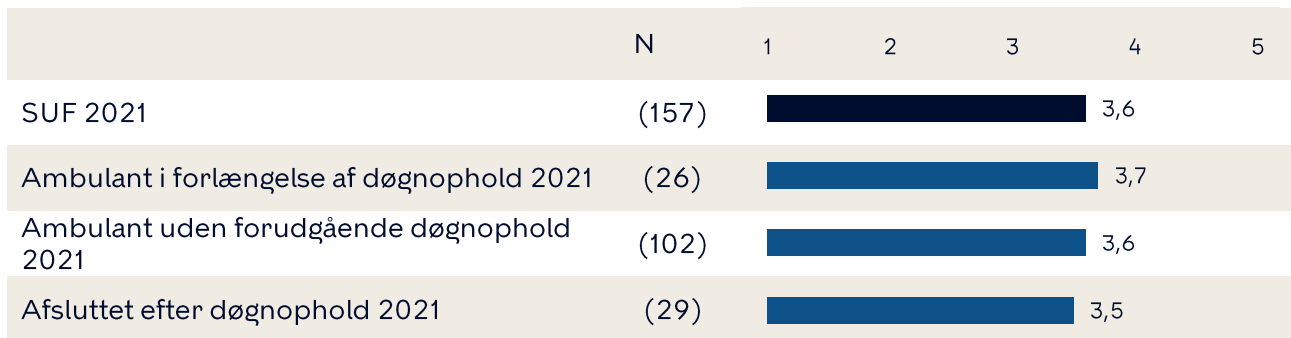 N 1 2 3 4 5
SUF 2021 (157) 3,6
Ambulant i forlængelse af døgnophold 2021 (26) 3,7
Ambulant uden forudgående døgnophold
2021 (102) 3,6
Afsluttet efter døgnophold 2021 (29) 3,5